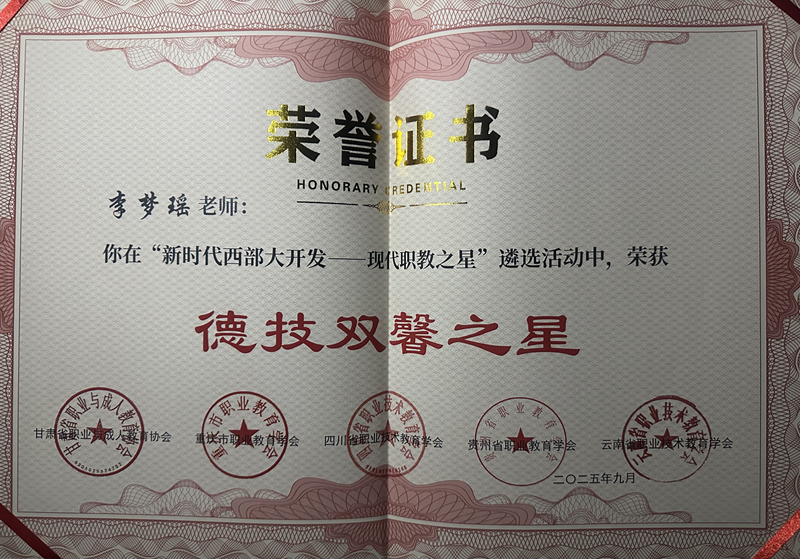 荣誉证书
HONORARY CREDENTIAL
李梦瑶 老师：
你在“新时代西部大开发——现代职教之星”遴选活动中，荣获
德技双馨之星
甘肃省职业与成人教育协会 重庆市职业教育学会 四川省职业技术教育学会 贵州省职业教育学会 云南省职业技术教育学会
二〇二五年九月